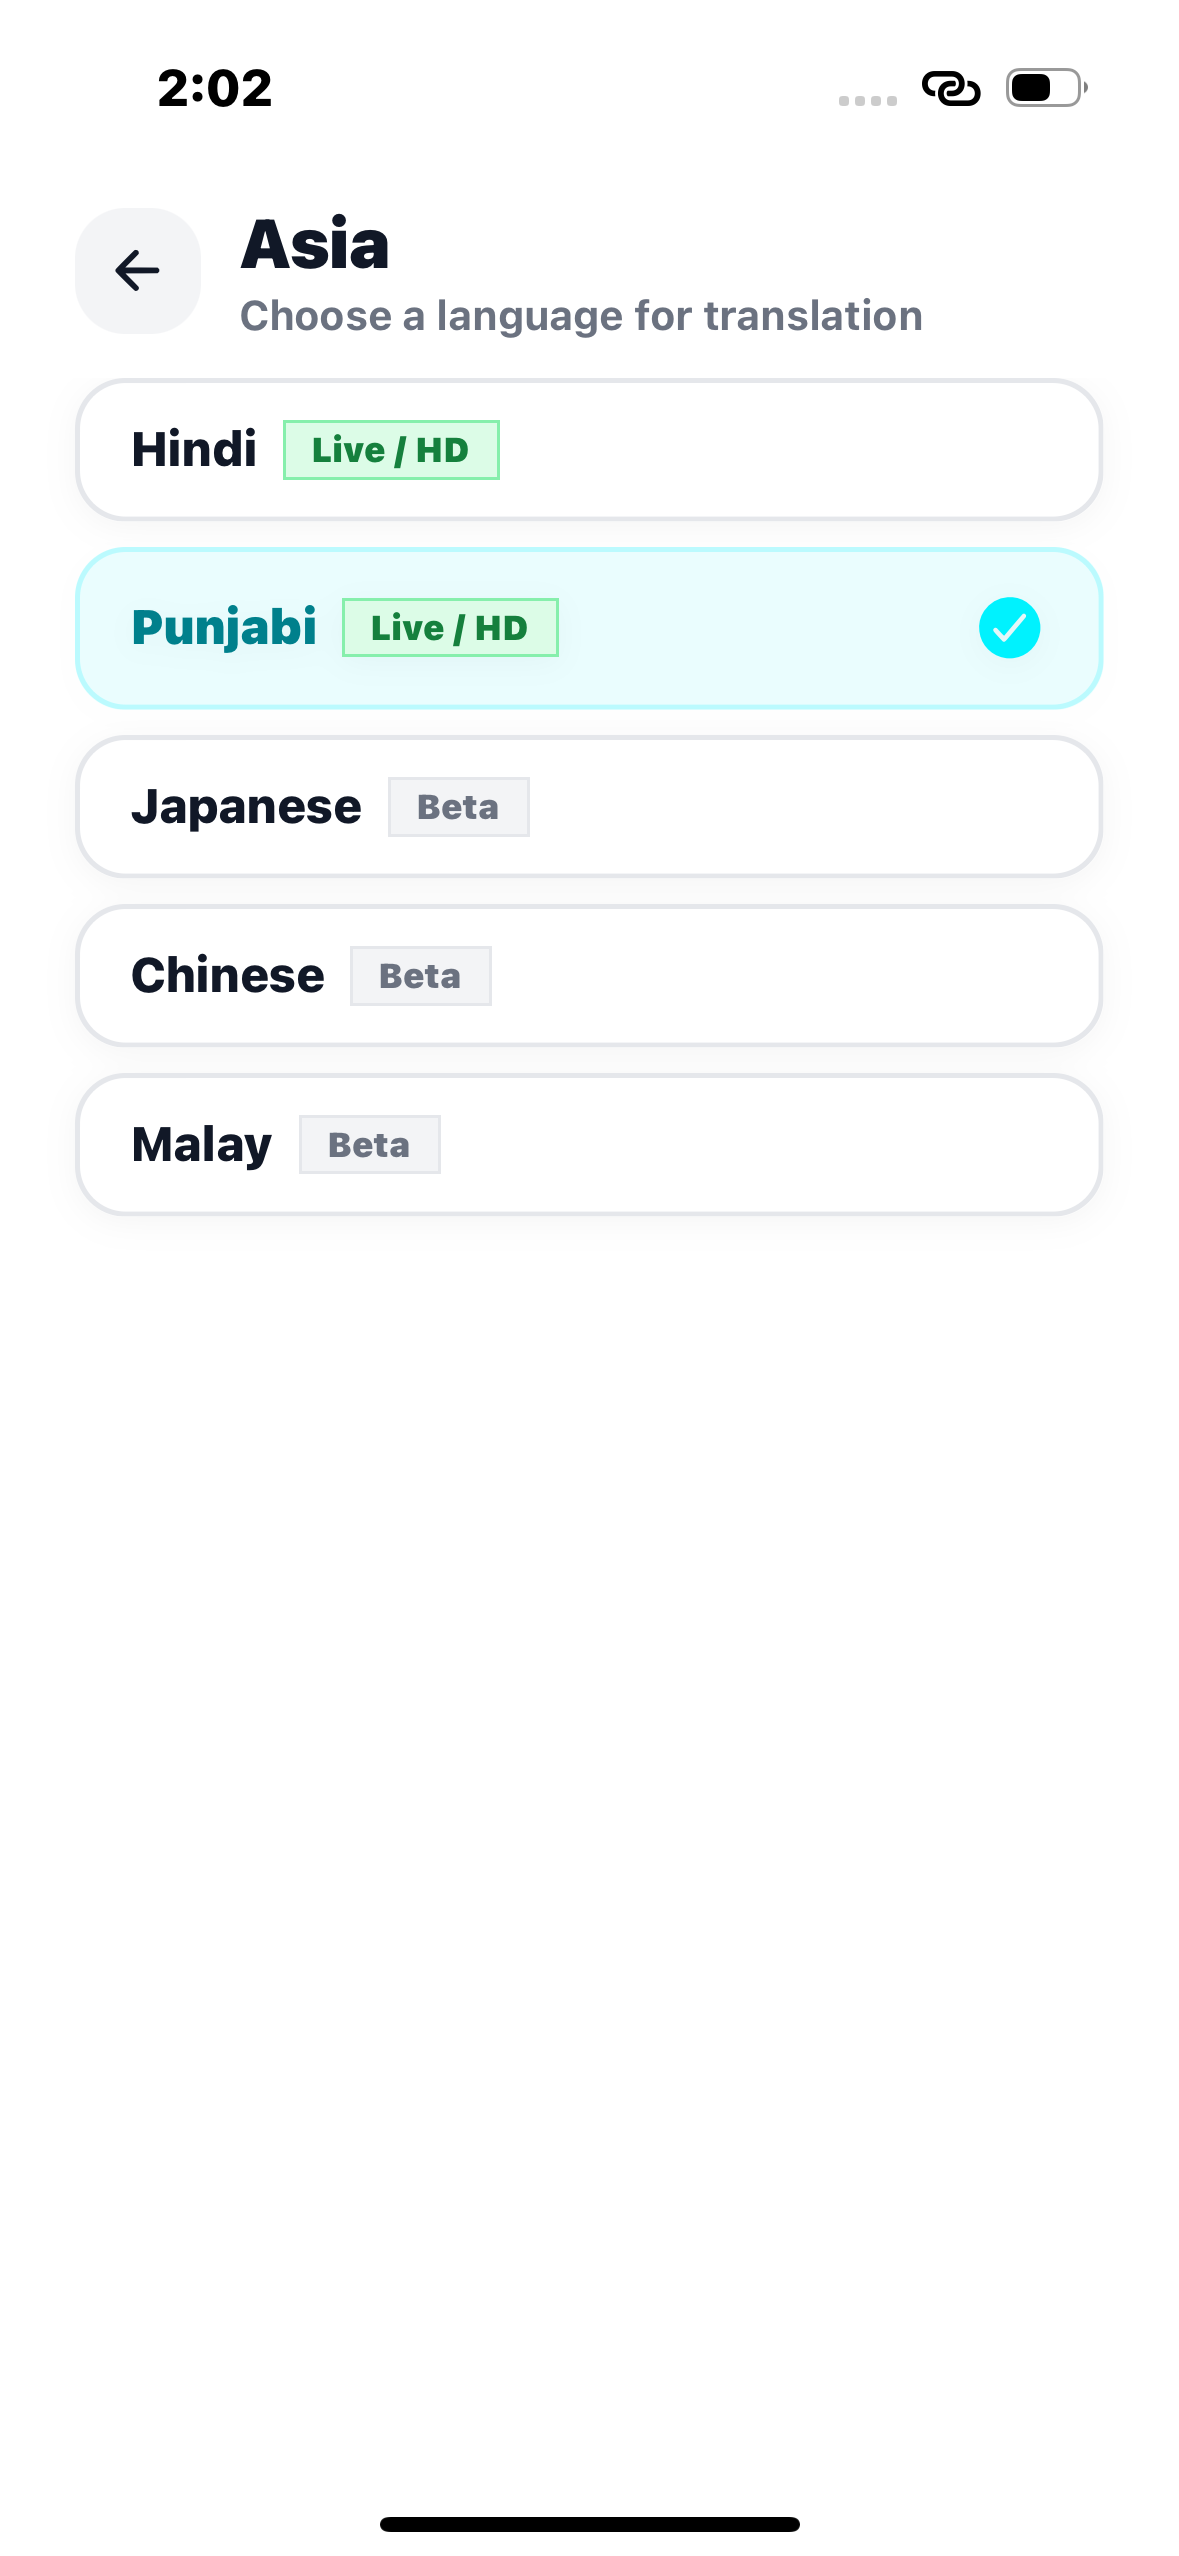 2:02
Asia
Choose a language for translation
Hindi Live / HD
Punjabi Live / HD
Japanese Beta
Chinese Beta
Malay Beta